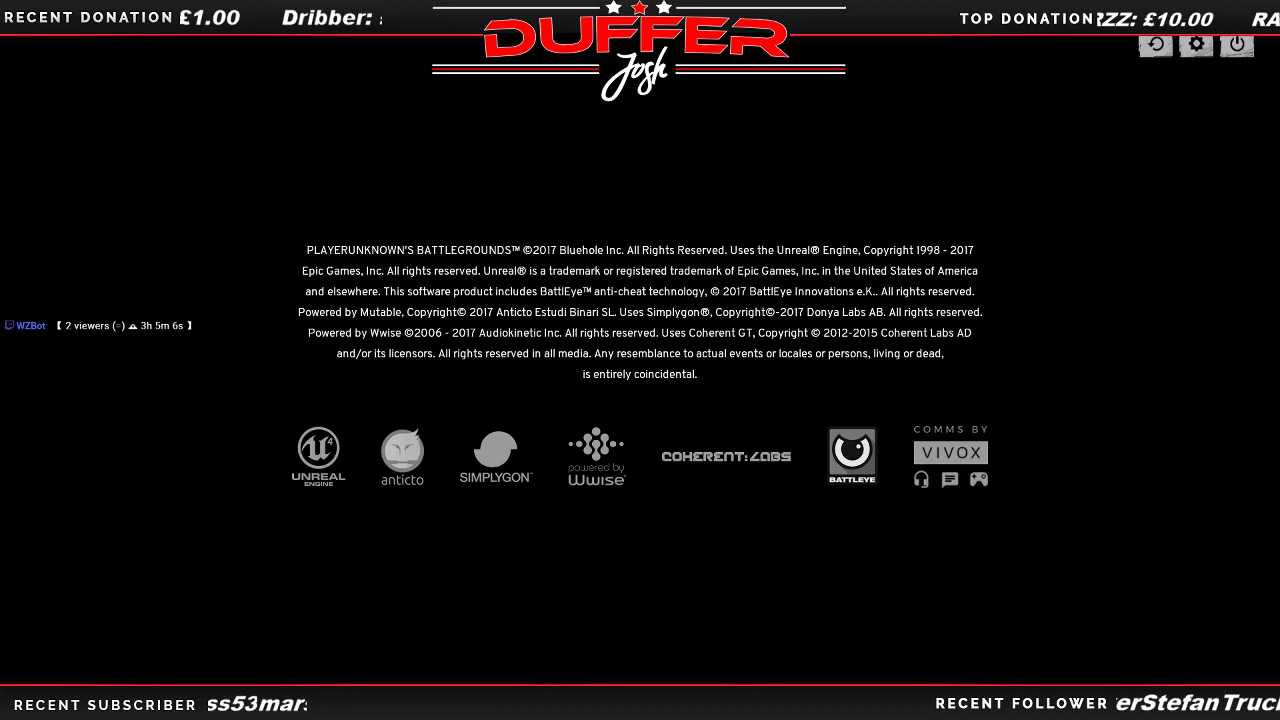 RECENT DONATION £1.00 Dribber:
DUFFER
Josh
TOP DONATION ZZ: £10.00 RA
PLAYERUNKNOWN'S BATTLEGROUNDS™ ©2017 Bluehole Inc. All Rights Reserved. Uses the Unreal® Engine, Copyright 1998 - 2017
Epic Games, Inc. All rights reserved. Unreal® is a trademark or registered trademark of Epic Games, Inc. in the United States of America
and elsewhere. This software product includes BattlEye™ anti-cheat technology, © 2017 BattlEye Innovations e.K.. All rights reserved.
Powered by Mutable, Copyright© 2017 Anticto Estudi Binari SL. Uses Simplygon®, Copyright©-2017 Donya Labs AB. All rights reserved.
WZBot 【 2 viewers (=) 3h 5m 6s 】
Powered by Wwise ©2006 - 2017 Audiokinetic Inc. All rights reserved. Uses Coherent GT, Copyright © 2012-2015 Coherent Labs AD
and/or its licensors. All rights reserved in all media. Any resemblance to actual events or locales or persons, living or dead,
is entirely coincidental.
UNREAL
ENGINE
4
anticto
SIMPLYGON™
powered by
Wwise®
COHERENT:LABS
BATTLEYE
COMMS BY
VIVOX
RECENT SUBSCRIBER ss53mar
RECENT FOLLOWER erStefanTruc